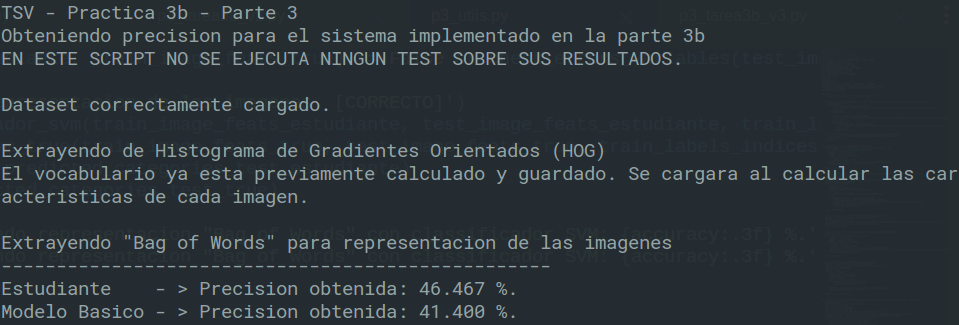 TSV - Practica 3b - Parte 3
Obteniendo precision para el sistema implementado en la parte 3b
EN ESTE SCRIPT NO SE EJECUTA NINGUN TEST SOBRE SUS RESULTADOS.
Dataset correctamente cargado.
Extrayendo de Histograma de Gradientes Orientados (HOG)
El vocabulario ya esta previamente calculado y guardado. Se cargara al calcular las car
acteristicas de cada imagen.
Extrayendo "Bag of Words" para representacion de las imagenes
--------------------------------------------------
Estudiante    - > Precision obtenida: 46.467 %.
Modelo Basico - > Precision obtenida: 41.400 %.